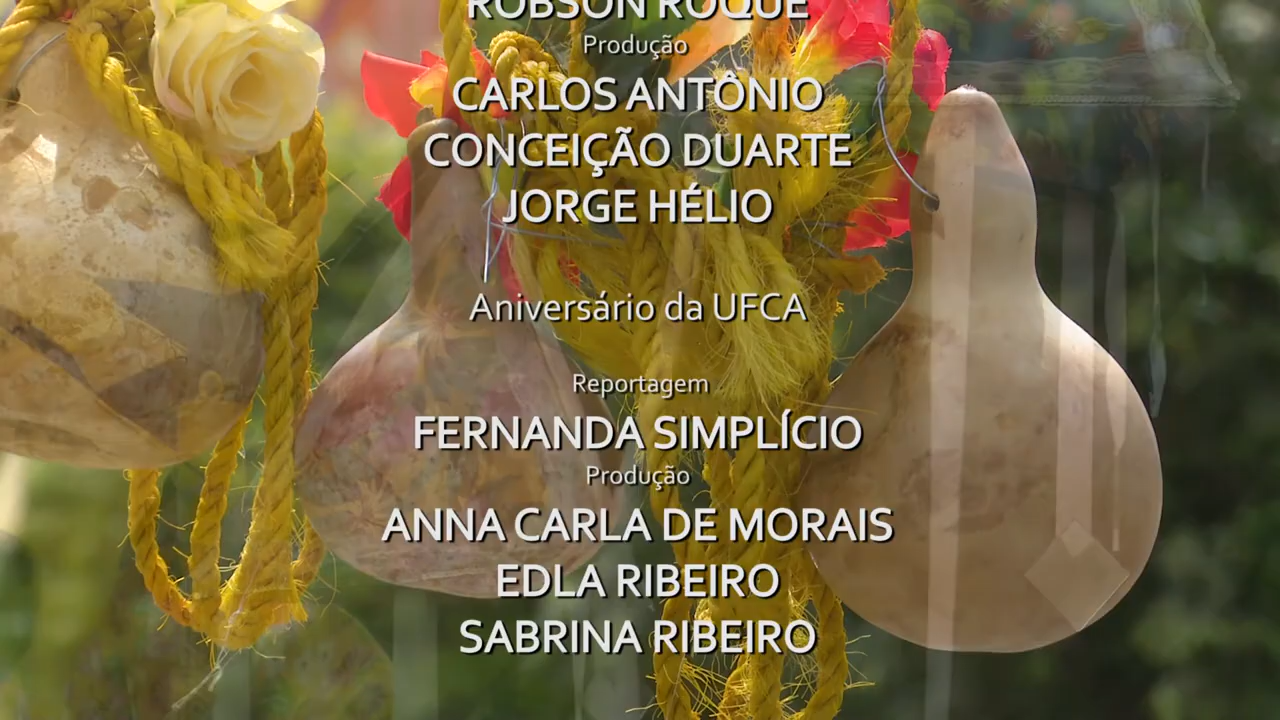 ROBSON ROQUE
Produção
CARLOS ANTÔNIO
CONCEIÇÃO DUARTE
JORGE HÉLIO
Aniversário da UFCA
Reportagem
FERNANDA SIMPLÍCIO
Produção
ANNA CARLA DE MORAIS
EDLA RIBEIRO
SABRINA RIBEIRO